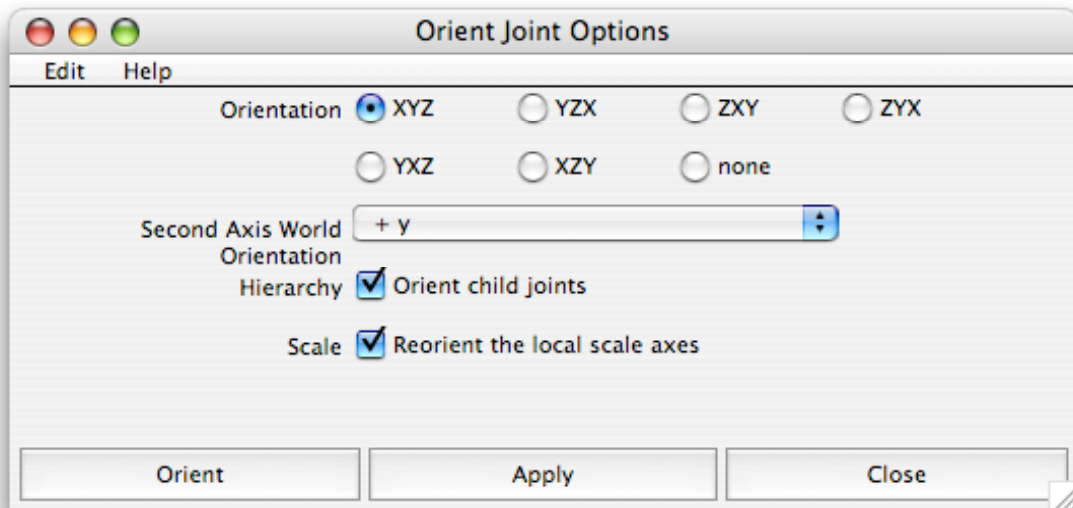 Orient Joint Options
Edit Help
Orientation XYZ YZX ZXY ZYX
YXZ XZY none
Second Axis World + y
Orientation
Hierarchy Orient child joints
Scale Reorient the local scale axes
Orient Apply Close